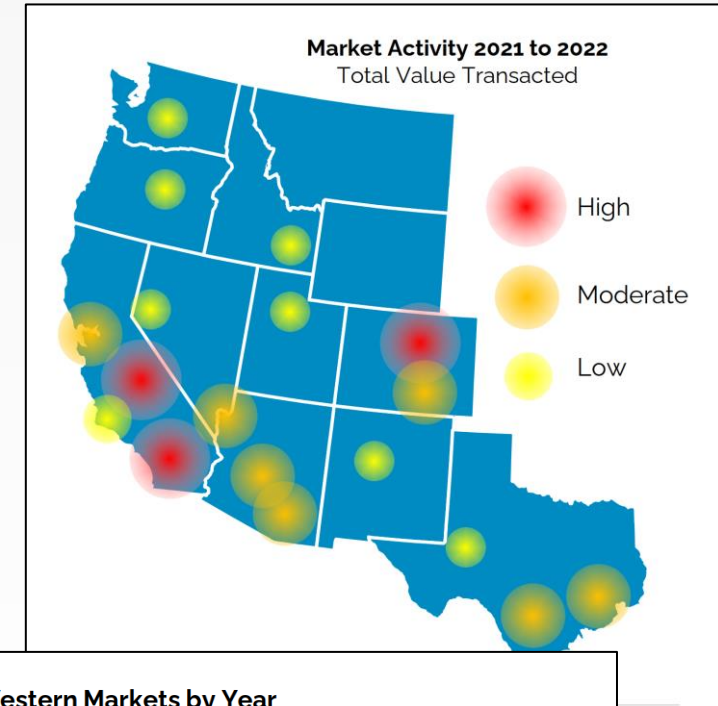 Market Activity 2021 to 2022
Total Value Transacted
High
Moderate
Low
Western Markets by Year